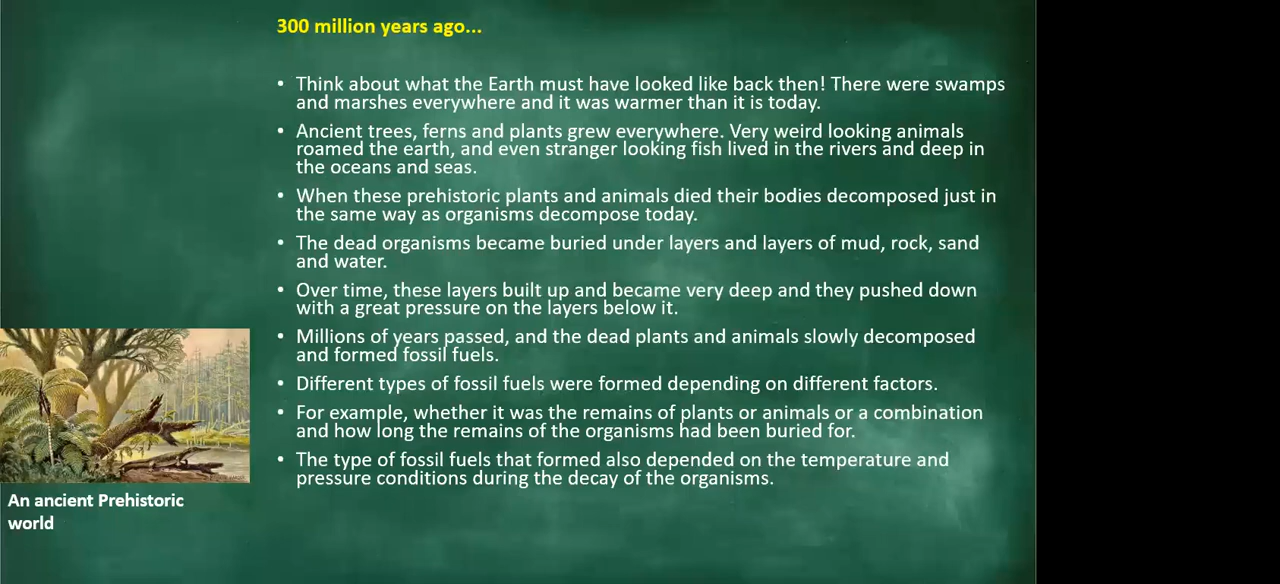 300 million years ago...
• Think about what the Earth must have looked like back then! There were swamps
and marshes everywhere and it was warmer than it is today.
• Ancient trees, ferns and plants grew everywhere. Very weird looking animals
roamed the earth, and even stranger looking fish lived in the rivers and deep in
the oceans and seas.
• When these prehistoric plants and animals died their bodies decomposed just in
the same way as organisms decompose today.
• The dead organisms became buried under layers and layers of mud, rock, sand
and water.
• Over time, these layers built up and became very deep and they pushed down
with a great pressure on the layers below it.
• Millions of years passed, and the dead plants and animals slowly decomposed
and formed fossil fuels.
• Different types of fossil fuels were formed depending on different factors.
• For example, whether it was the remains of plants or animals or a combination
and how long the remains of the organisms had been buried for.
• The type of fossil fuels that formed also depended on the temperature and
pressure conditions during the decay of the organisms.
An ancient Prehistoric
world